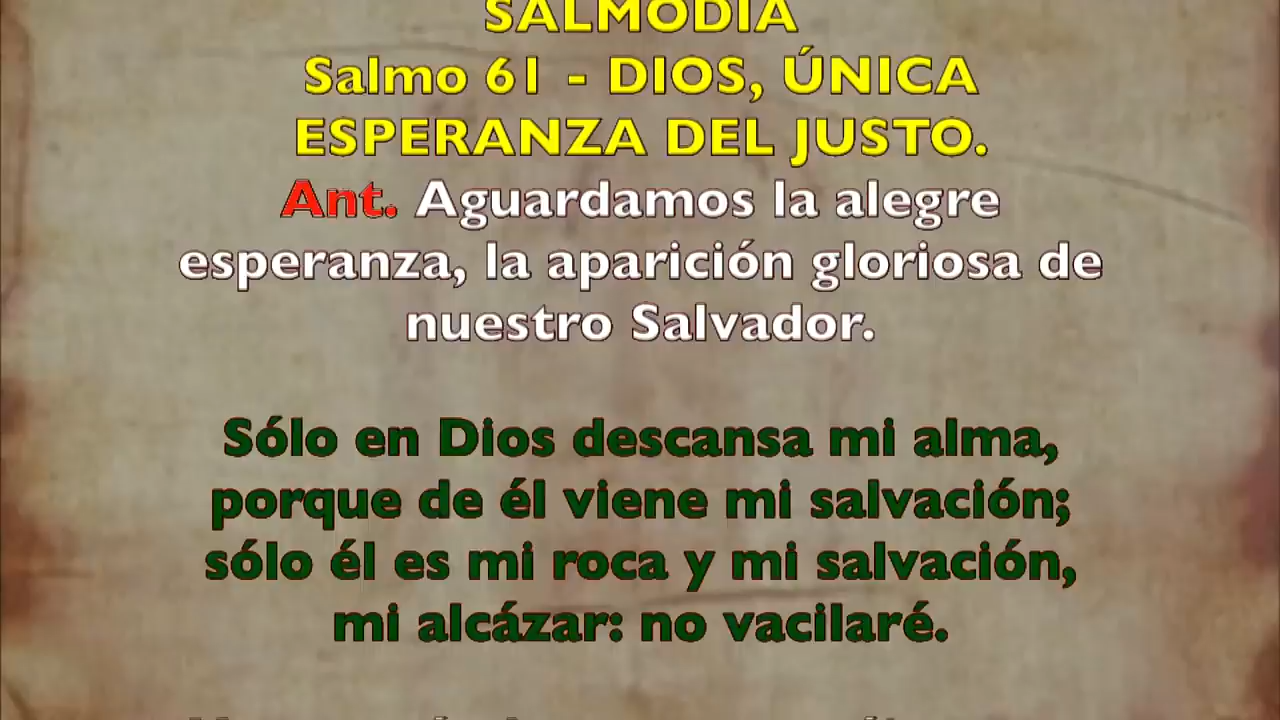 SALMODIA
Salmo 61 - DIOS, ÚNICA
ESPERANZA DEL JUSTO.
Ant. Aguardamos la alegre
esperanza, la aparición gloriosa de
nuestro Salvador.
Sólo en Dios descansa mi alma,
porque de él viene mi salvación;
sólo él es mi roca y mi salvación,
mi alcázar: no vacilaré.